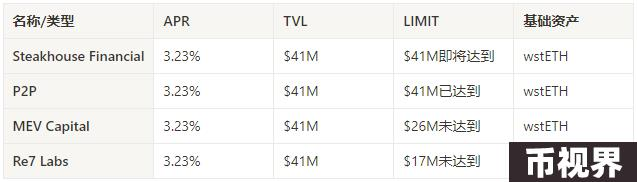 名称/类型 APR TVL LIMIT 基础资产
Steakhouse Financial 3.23% $41M $41M即将达到 wstETH
P2P 3.23% $41M $41M已达到 wstETH
MEV Capital 3.23% $41M $26M未达到 wstETH
Re7 Labs 3.23% $41M $17M未达到 wstETH
币视界